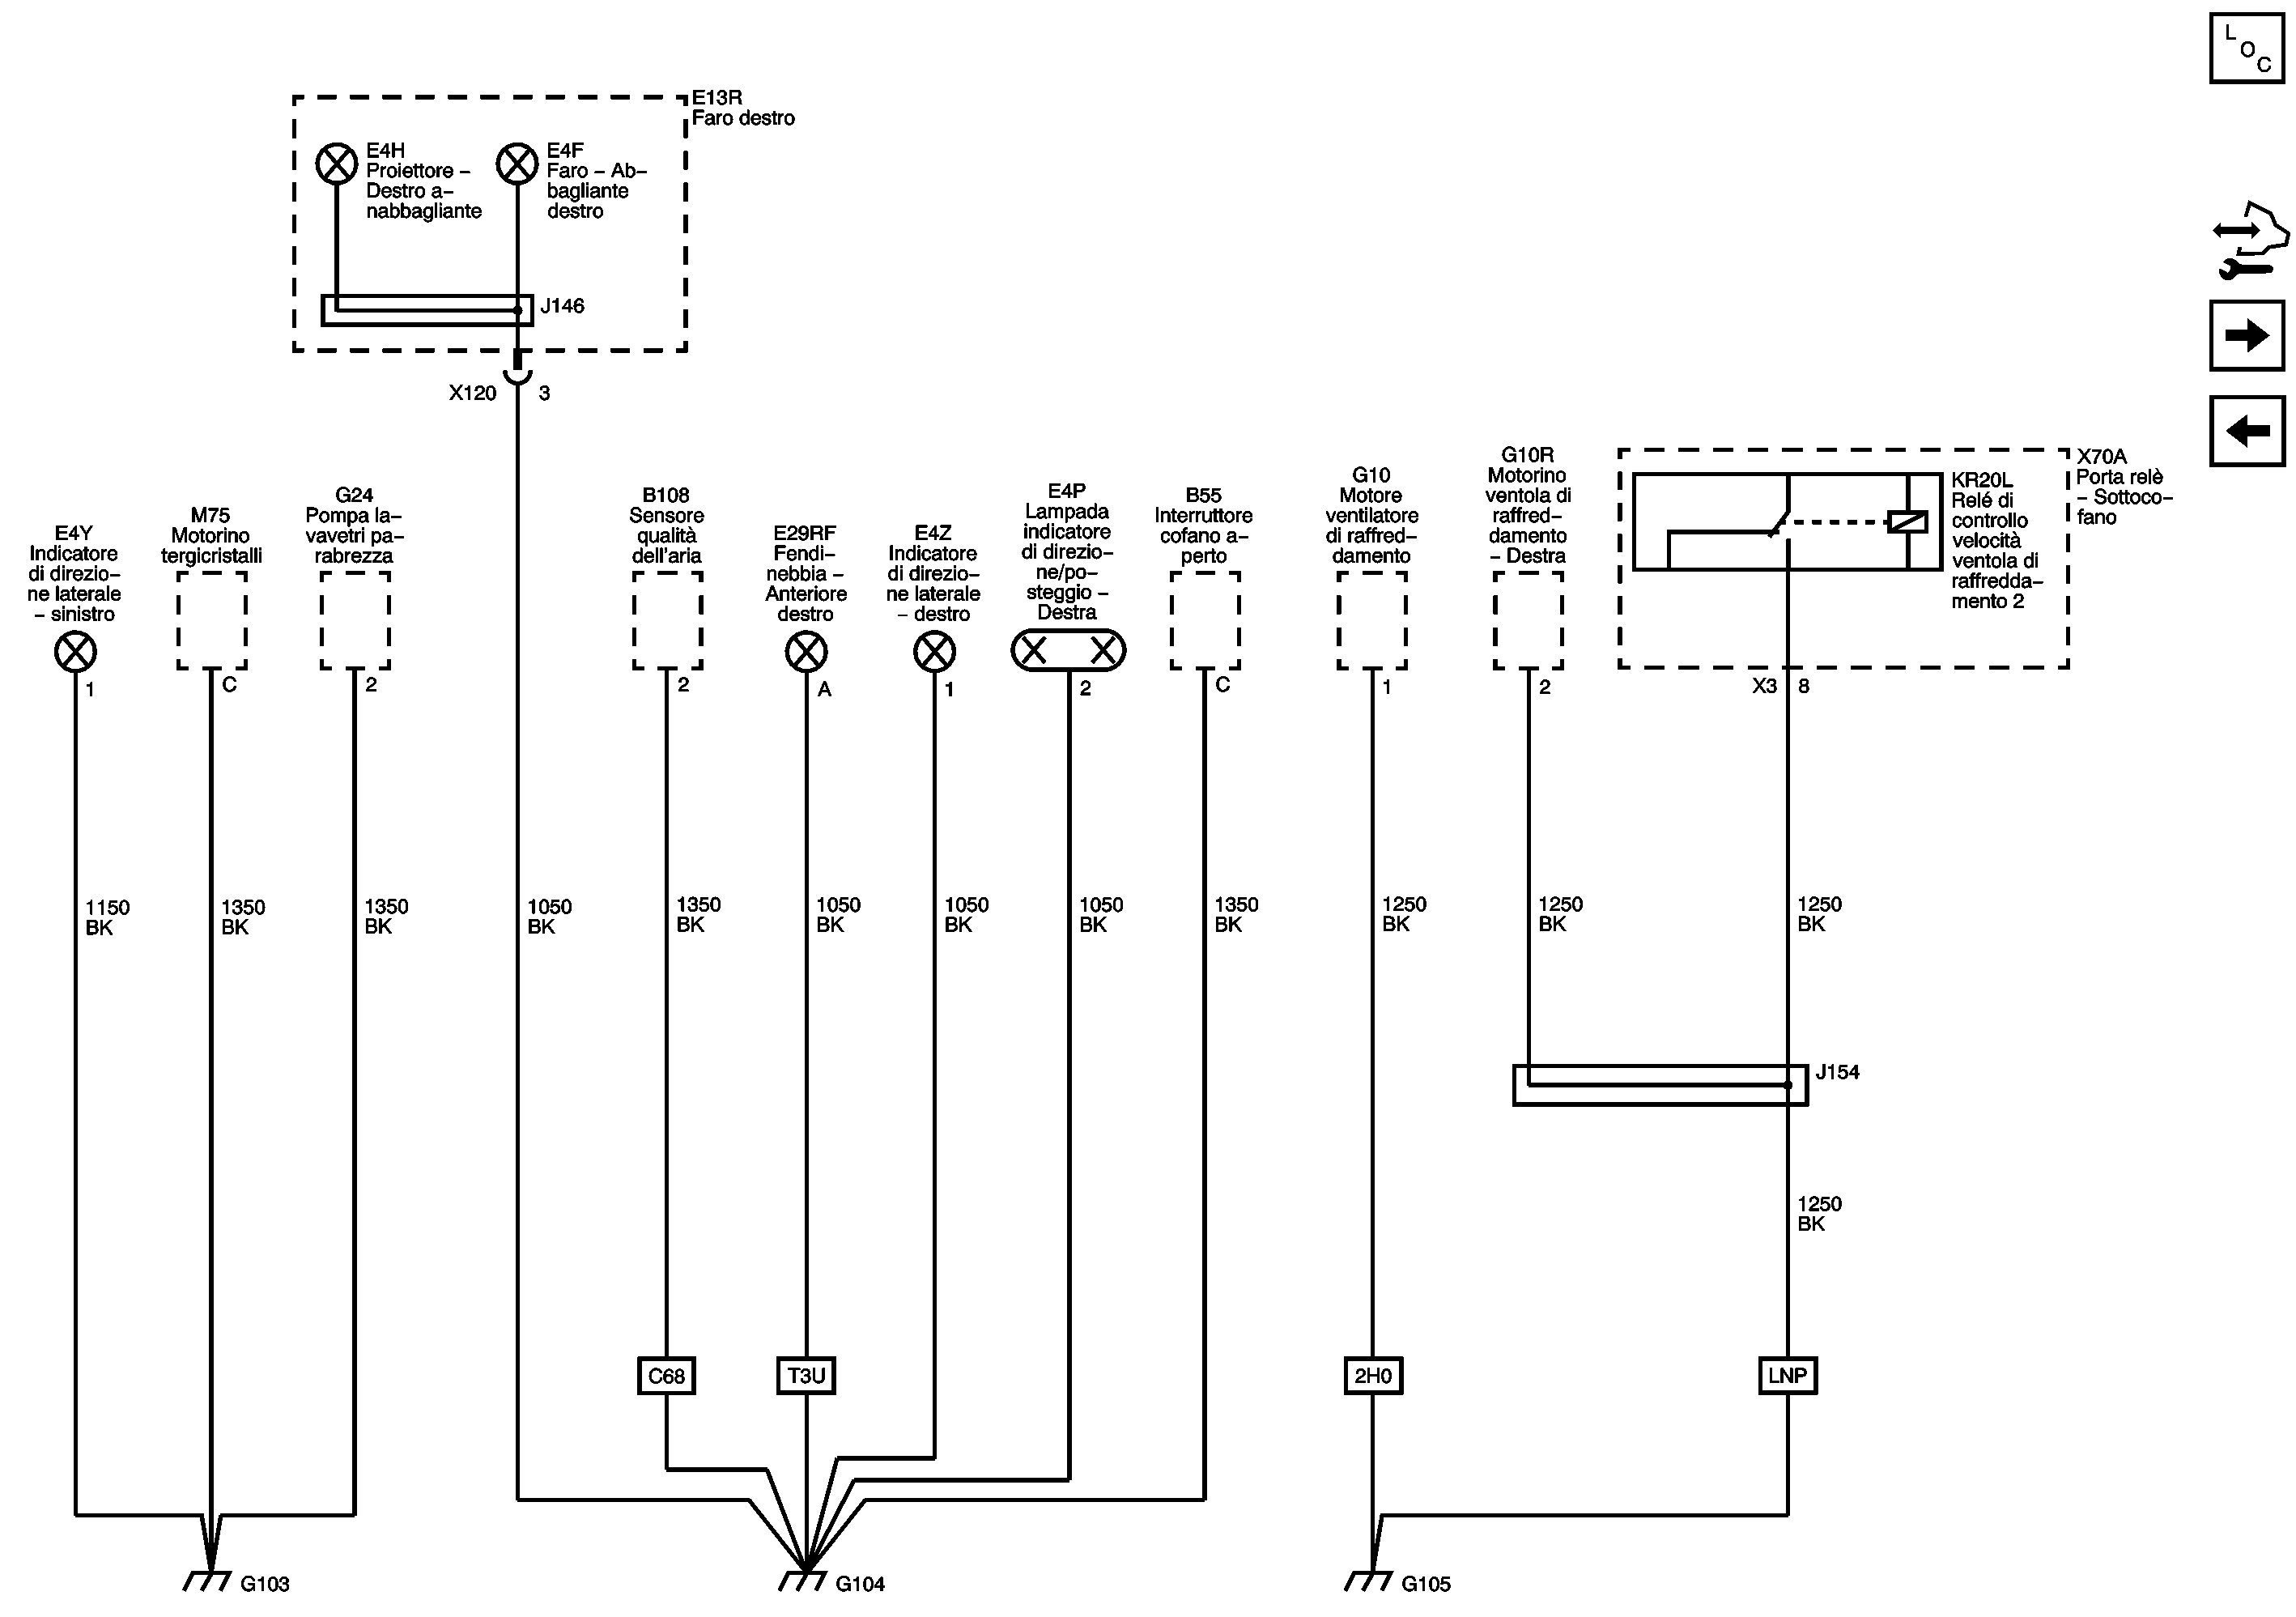 L
O
C
E13R
Faro destro
E4H
Proiettore –
Destro a–
nabbagliante
E4F
Faro – Ab–
bagliante
destro
J146
X120
3
E4Y
Indicatore
di direzio–
ne laterale
– sinistro
M75
Motorino
tergicristalli
G24
Pompa la–
vavetri pa–
rabrezza
B108
Sensore
qualità
dell'aria
E29RF
Fendi–
nebbia –
Anteriore
destro
E4Z
Indicatore
di direzio–
ne laterale
– destro
E4P
Lampada
indicatore
di direzio–
ne/po–
steggio –
Destra
B55
Interruttore
cofano a–
perto
G10
Motore
ventilatore
di raffred–
damento
G10R
Motorino
ventola di
raffred–
damento
– Destra
KR20L
Relé di
controllo
velocità
ventola di
raffredda–
mento 2
X70A
Porta relè
– Sottoco–
fano
1
C
2
2
A
1
2
C
1
2
X3
8
1150
BK
1350
BK
1350
BK
1050
BK
1350
BK
1050
BK
1050
BK
1050
BK
1350
BK
1250
BK
1250
BK
1250
BK
J154
1250
BK
C68
T3U
2H0
LNP
G103
G104
G105